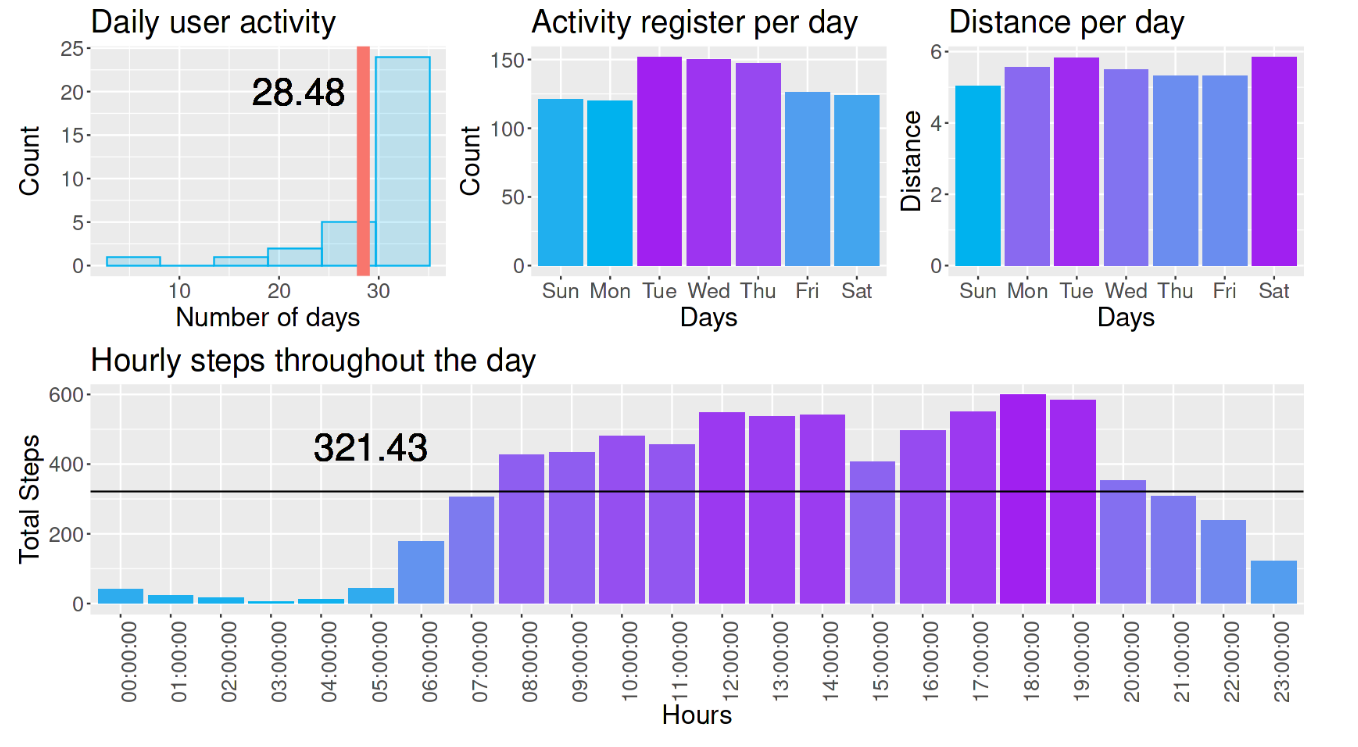 Daily user activity
25
20
15
10
5
0
Count
28.48
10 20 30
Number of days
Activity register per day
150
100
50
0
Count
Sun Mon Tue Wed Thu Fri Sat
Days
Distance per day
6
4
2
0
Distance
Sun Mon Tue Wed Thu Fri Sat
Days
Hourly steps throughout the day
600
400
200
0
Total Steps
321.43
00:00:00
01:00:00
02:00:00
03:00:00
04:00:00
05:00:00
06:00:00
07:00:00
08:00:00
09:00:00
10:00:00
11:00:00
12:00:00
13:00:00
14:00:00
15:00:00
16:00:00
17:00:00
18:00:00
19:00:00
20:00:00
21:00:00
22:00:00
23:00:00
Hours